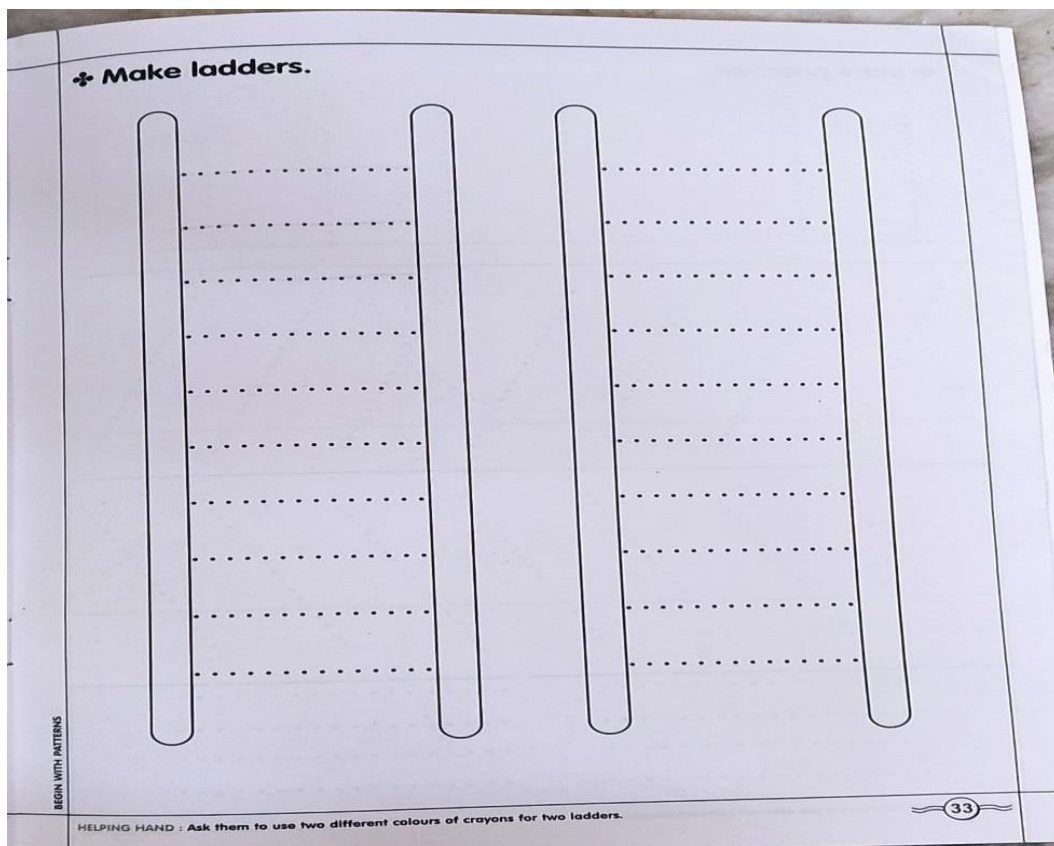 ✤ Make ladders.
BEGIN WITH PATTERNS
HELPING HAND : Ask them to use two different colours of crayons for two ladders.
33